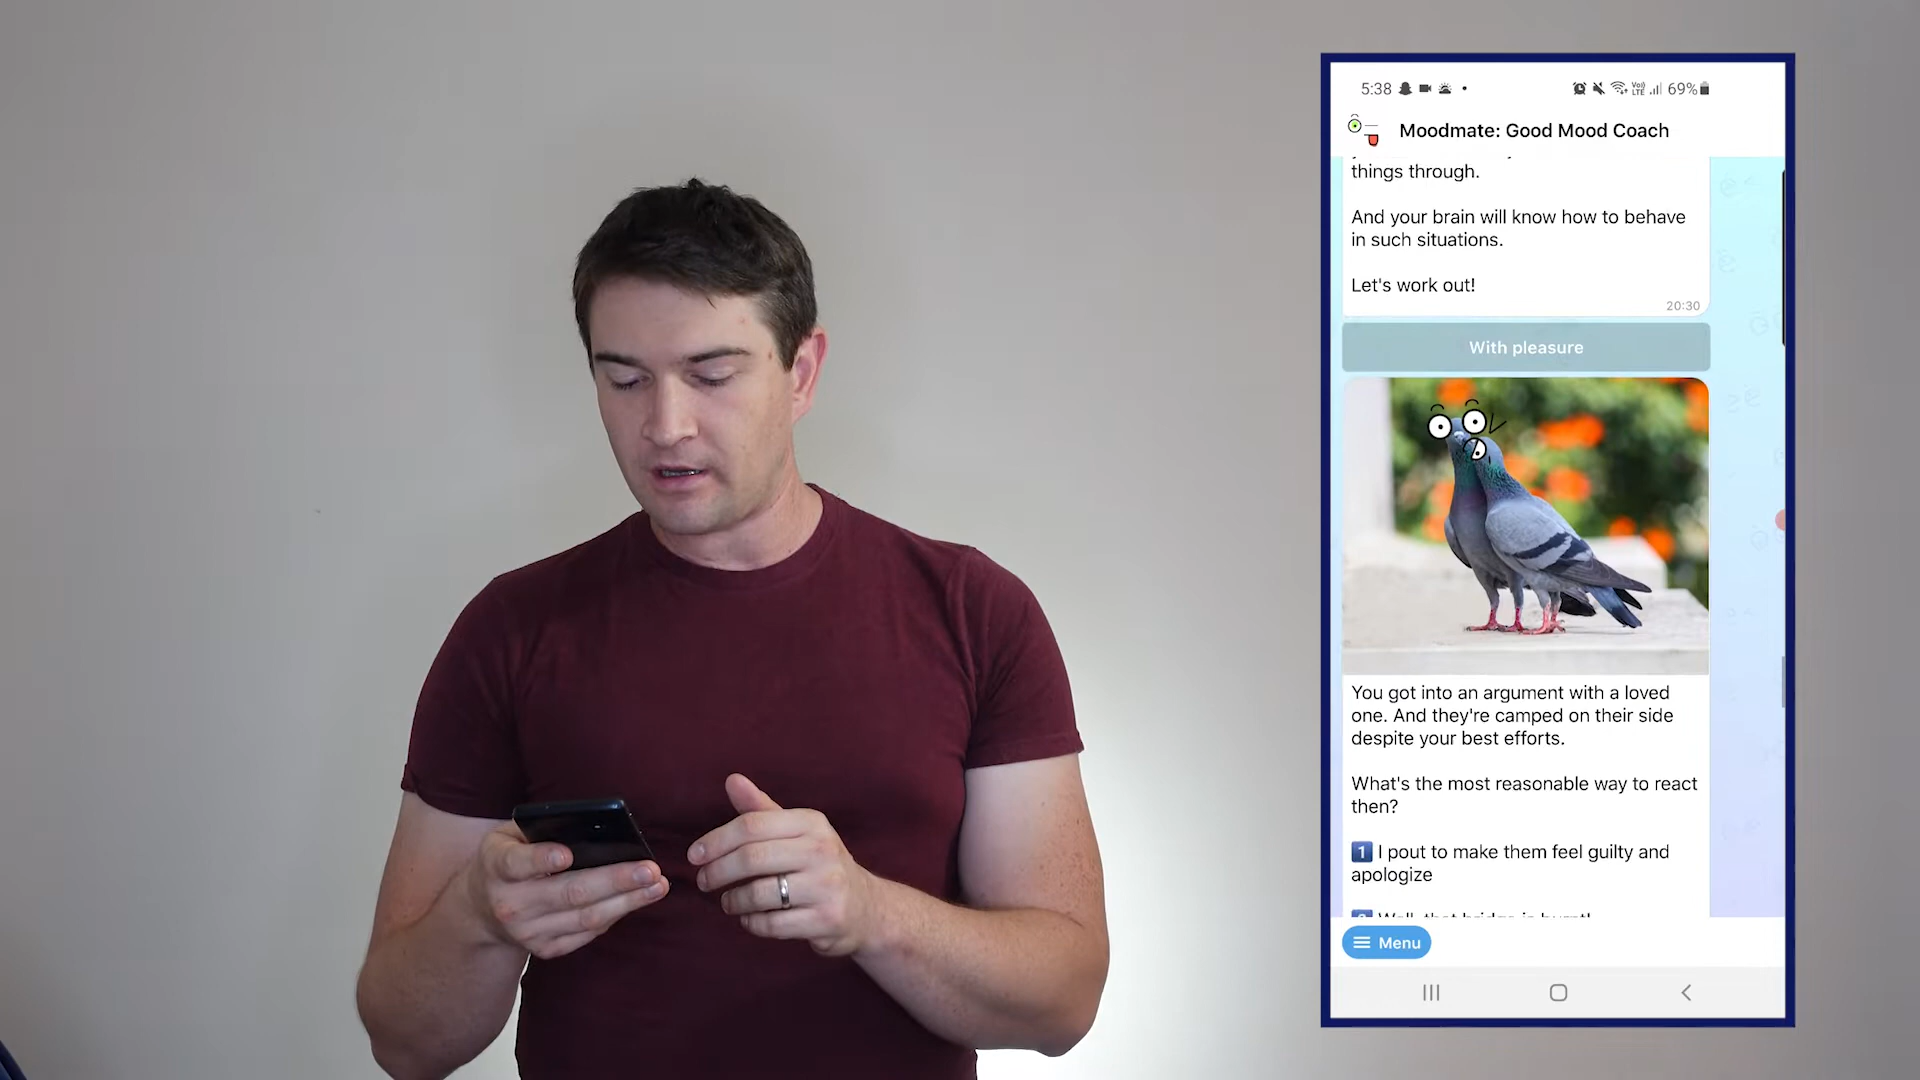 5:38
69%
Moodmate: Good Mood Coach
things through.
And your brain will know how to behave
in such situations.
Let's work out!
20:30
With pleasure
You got into an argument with a loved
one. And they're camped on their side
despite your best efforts.
What's the most reasonable way to react
then?
1 I pout to make them feel guilty and
apologize
Menu